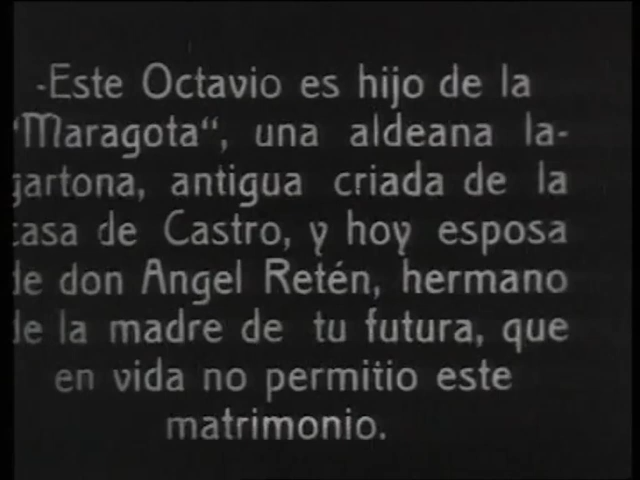 -Este Octavio es hijo de la
"Maragota“, una aldeana la-
gartona, antigua criada de la
casa de Castro, y hoy esposa
de don Angel Retén, hermano
de la madre de tu futura, que
en vida no permitio este
matrimonio.